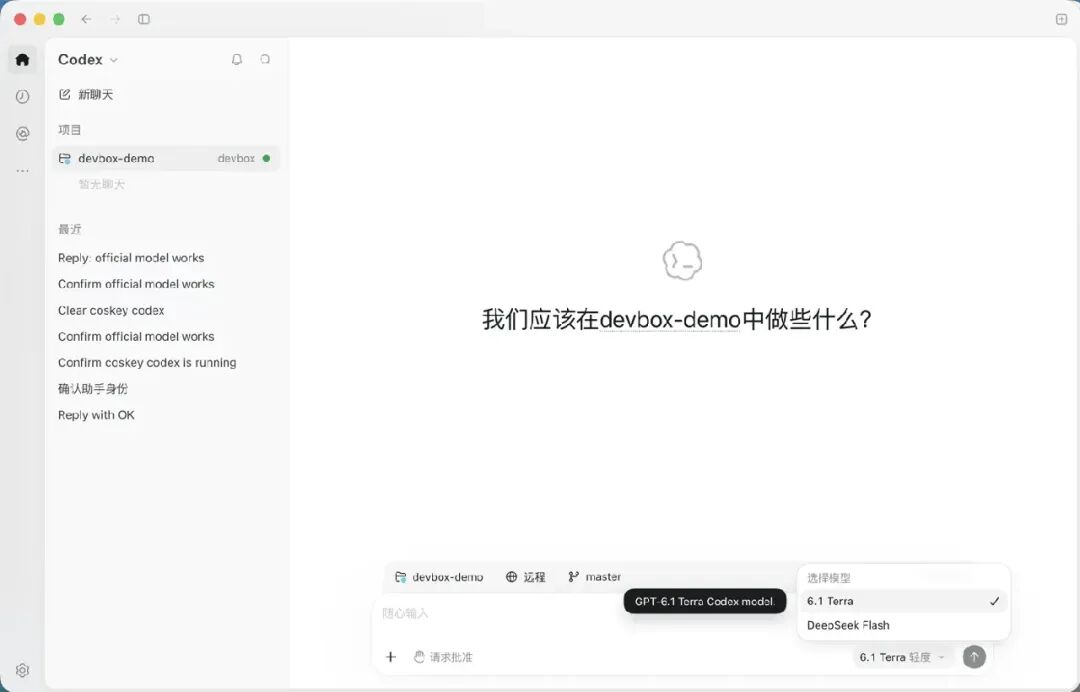 Codex
新聊天
项目
devbox-demo devbox
暂无聊天
最近
Reply: official model works
Confirm official model works
Clear coskey codex
Confirm official model works
Confirm coskey codex is running
确认助手身份
Reply with OK
我们应该在devbox-demo中做些什么?
devbox-demo 远程 master
选择模型
GPT-6.1 Terra Codex model.
6.1 Terra
随心输入
DeepSeek Flash
请求批准
6.1 Terra 轻度